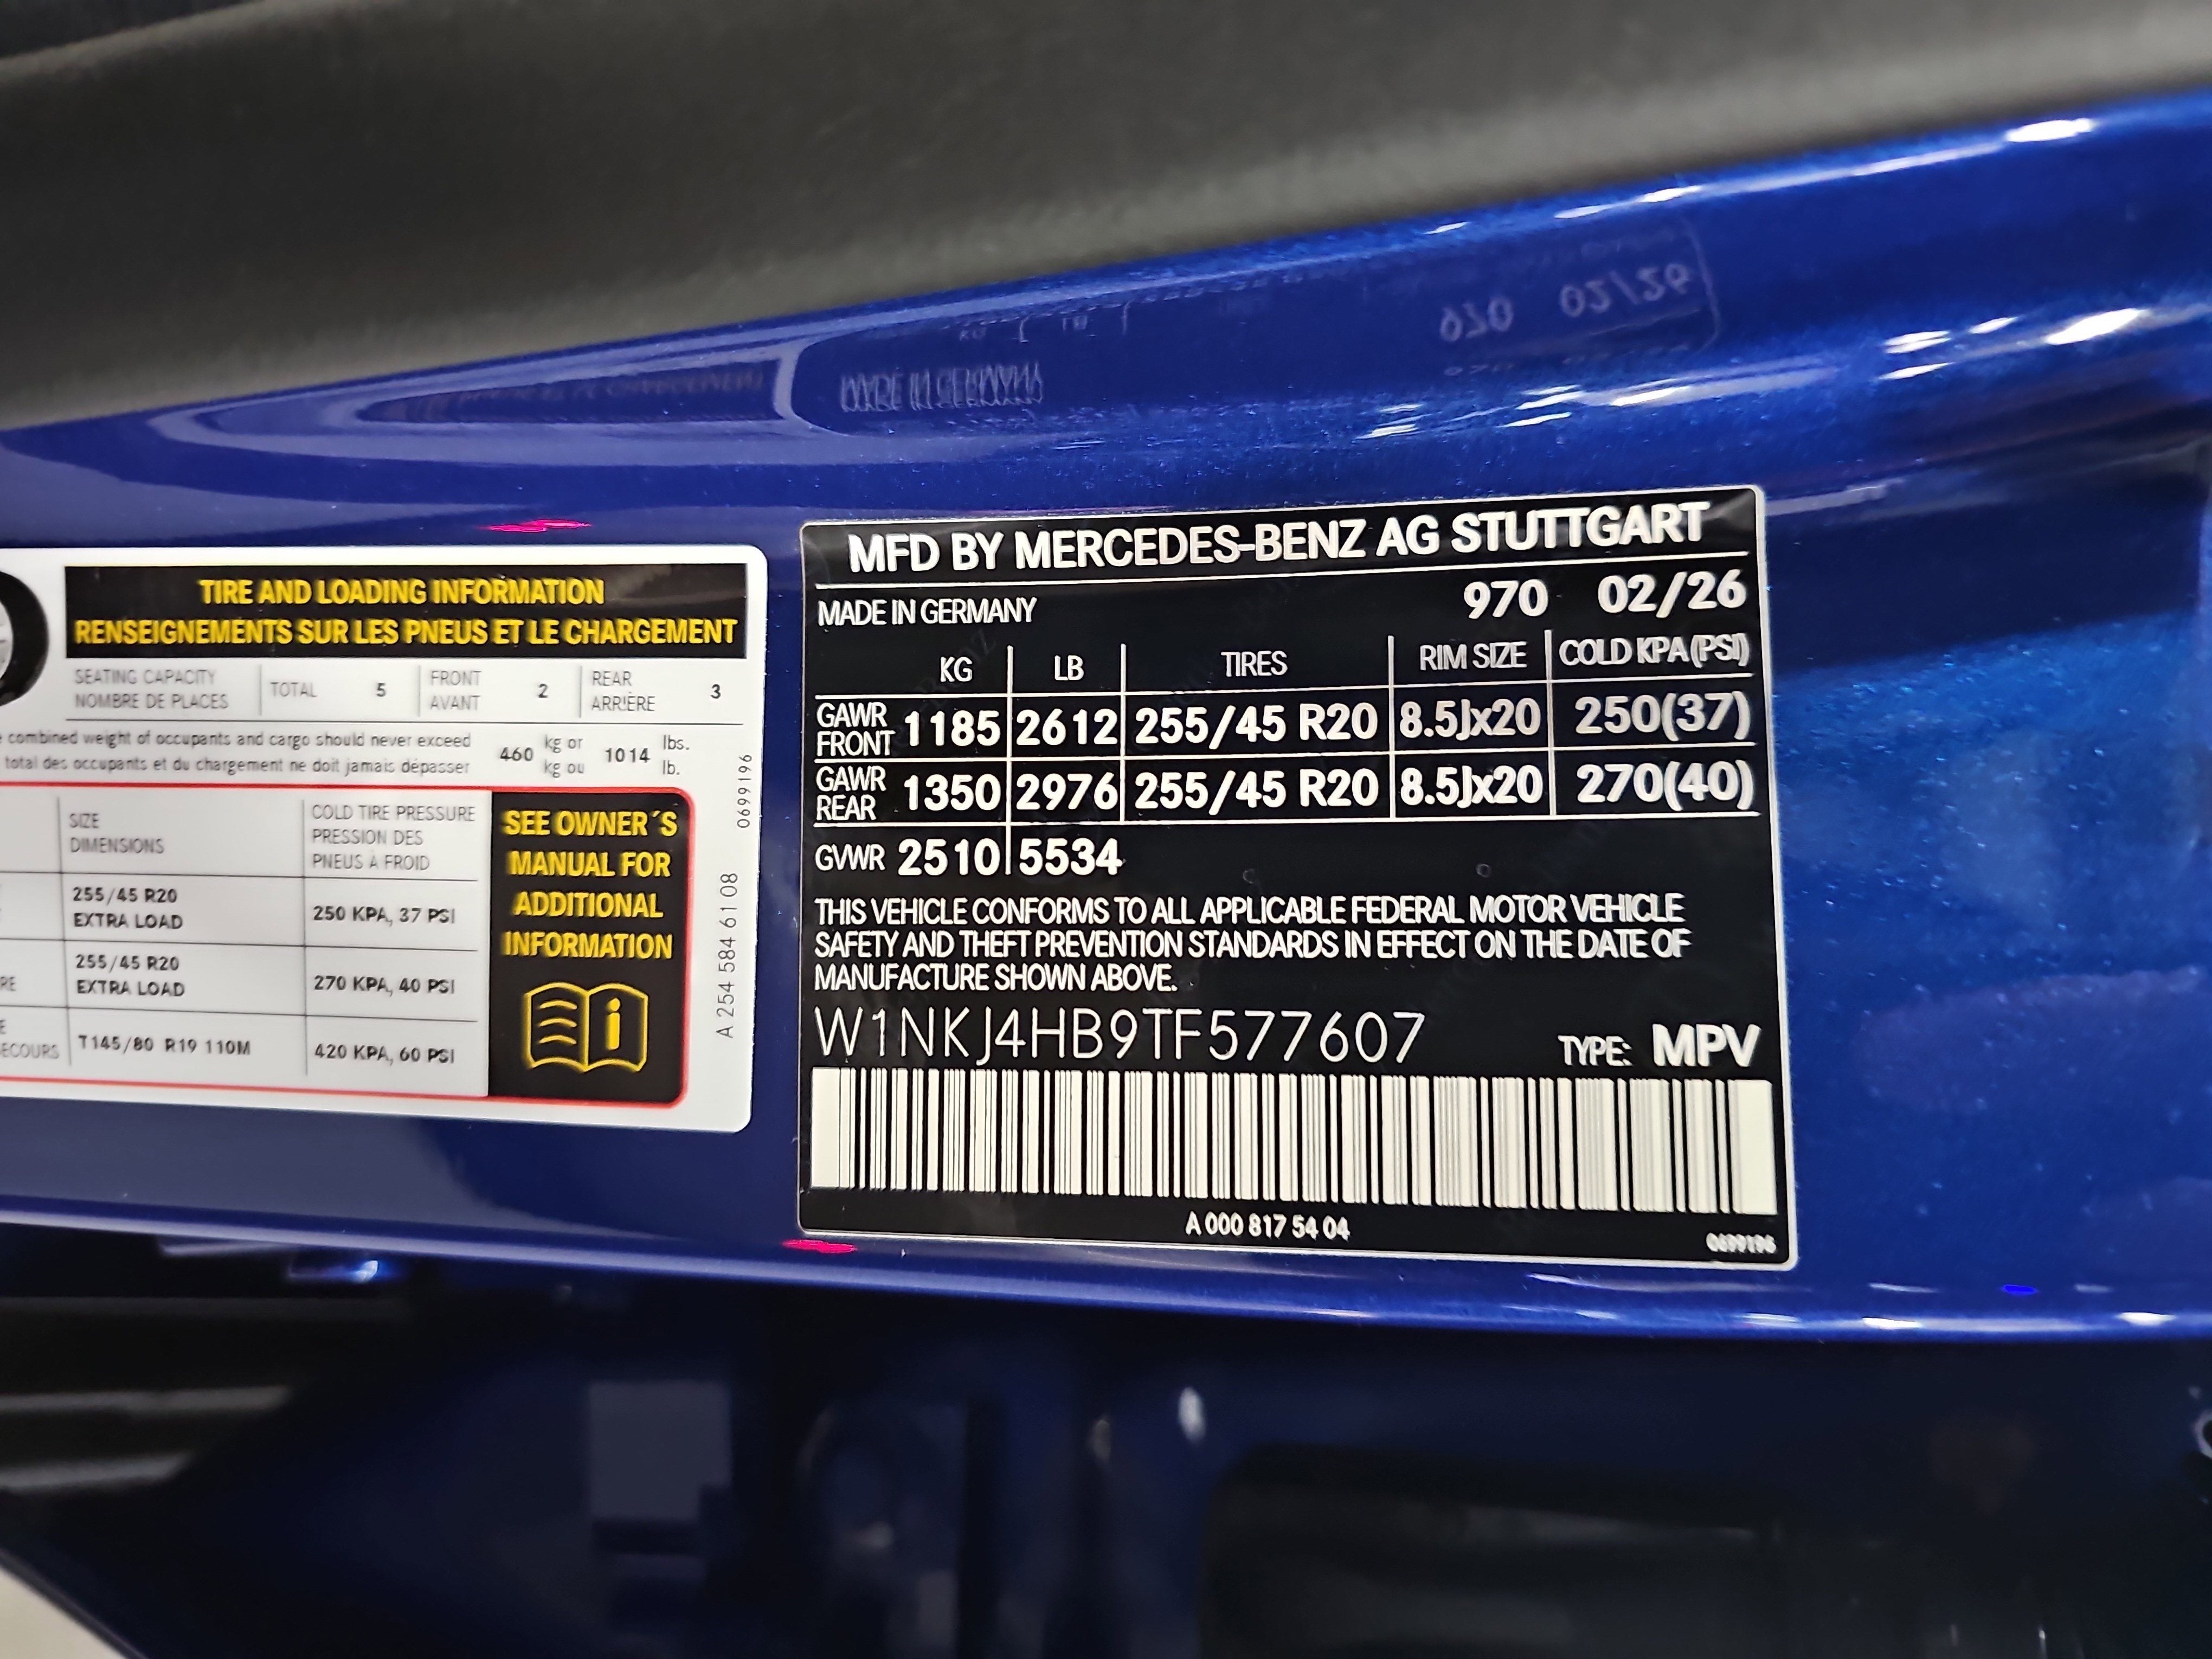 TIRE AND LOADING INFORMATION
RENSEIGNEMENTS SUR LES PNEUS ET LE CHARGEMENT
SEATING CAPACITY
NOMBRE DE PLACES
TOTAL 5
FRONT
AVANT
2
REAR
ARRIÈRE
3
combined weight of occupants and cargo should never exceed
total des occupants et du chargement ne doit jamais dépasser
460 kg or
kg ou
1014 lbs.
lb.
SIZE
DIMENSIONS
COLD TIRE PRESSURE
PRESSION DES
PNEUS À FROID
255/45 R20
EXTRA LOAD
250 KPA, 37 PSI
255/45 R20
EXTRA LOAD
270 KPA, 40 PSI
T145/80 R19 110M
420 KPA, 60 PSI
SEE OWNER´S
MANUAL FOR
ADDITIONAL
INFORMATION
i
A 254 584 61 08
0699196
MFD BY MERCEDES-BENZ AG STUTTGART
MADE IN GERMANY 970 02/26
KG LB TIRES RIM SIZE COLD KPA(PSI)
GAWR
FRONT
1185 2612 255/45 R20 8.5Jx20 250(37)
GAWR
REAR
1350 2976 255/45 R20 8.5Jx20 270(40)
GVWR 2510 5534
THIS VEHICLE CONFORMS TO ALL APPLICABLE FEDERAL MOTOR VEHICLE
SAFETY AND THEFT PREVENTION STANDARDS IN EFFECT ON THE DATE OF
MANUFACTURE SHOWN ABOVE.
W1NKJ4HB9TF577607 TYPE: MPV
A 000 817 54 04
0699196